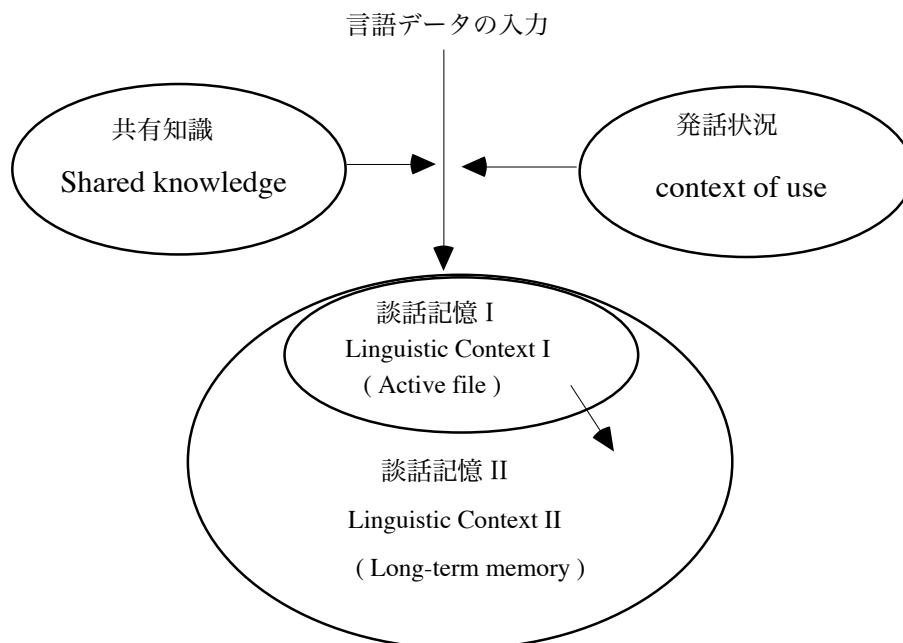 言語データの入力
共有知識
Shared knowledge
発話状況
context of use
談話記憶 I
Linguistic Context I
( Active file )
談話記憶 II
Linguistic Context II
( Long-term memory )